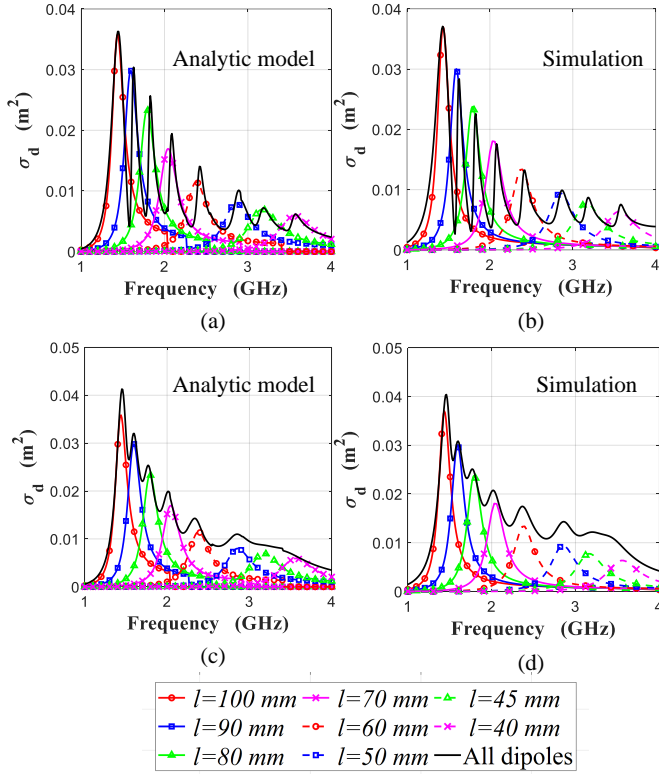 Analytic model
σd (m²)
0.04
0.03
0.02
0.01
0
1 2 3 4
Frequency (GHz)
(a)
Simulation
σd (m²)
0.04
0.03
0.02
0.01
0
1 2 3 4
Frequency (GHz)
(b)
Analytic model
σd (m²)
0.05
0.04
0.03
0.02
0.01
0
1 2 3 4
Frequency (GHz)
(c)
Simulation
σd (m²)
0.05
0.04
0.03
0.02
0.01
0
1 2 3 4
Frequency (GHz)
(d)
l=100 mm l=70 mm l=45 mm
l=90 mm l=60 mm l=40 mm
l=80 mm l=50 mm All dipoles